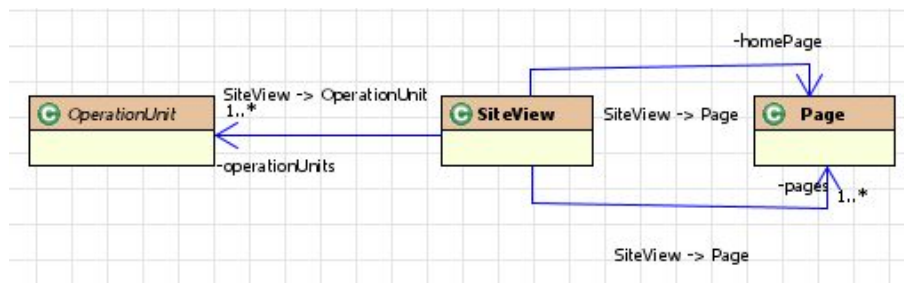 -homePage
SiteView -> OperationUnit
1..*
C OperationUnit
C SiteView
SiteView -> Page
C Page
-operationUnits
-pages
1..*
SiteView -> Page